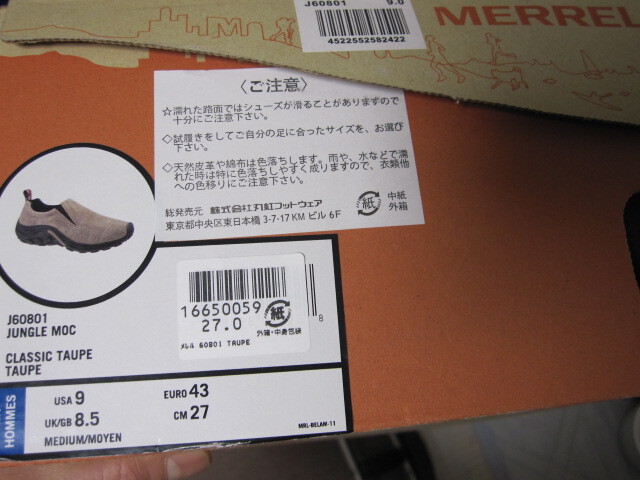 J60801 9.0
4522552582422
MERREL
〈ご注意〉
☆濡れた路面ではシューズが滑ることがありますので
十分にご注意下さい。
◇試履きをしてご自分の足に合ったサイズを、お選び
下さい。
◇天然皮革や綿布は色落ちします。雨や、水などで濡
れた時は特に色落ちしやすく成りますので、衣類他
への色移りにご注意下さい。
総発売元 株式会社丸紅フットウェア
東京都中央区東日本橋 3-7-17 KM ビル 6F
紙
中紙
外箱
J60801
JUNGLE MOC
CLASSIC TAUPE
TAUPE
16650059
27.0
紙
外箱・中身包装
メレル 60801 TAUPE
8
HOMMES
USA 9
EURO 43
UK/GB 8.5
CM 27
MEDIUM/MOYEN
MRL-BELAW-11